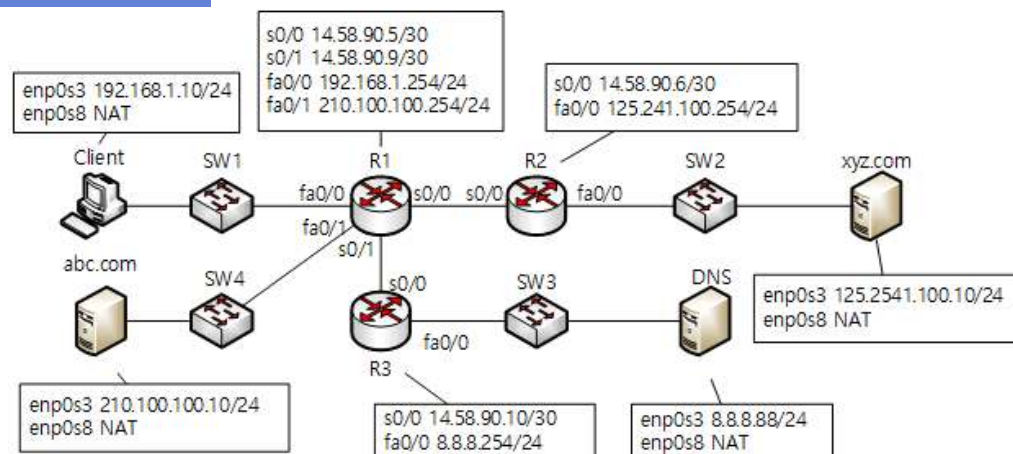 s0/0 14.58.90.5/30
s0/1 14.58.90.9/30
fa0/0 192.168.1.254/24
fa0/1 210.100.100.254/24
enp0s3 192.168.1.10/24
enp0s8 NAT
s0/0 14.58.90.6/30
fa0/0 125.241.100.254/24
Client
SW1
R1
R2
SW2
xyz.com
fa0/0
s0/0
s0/0
fa0/0
fa0/1
s0/1
abc.com
SW4
s0/0
SW3
DNS
fa0/0
R3
enp0s3 125.2541.100.10/24
enp0s8 NAT
enp0s3 210.100.100.10/24
enp0s8 NAT
s0/0 14.58.90.10/30
fa0/0 8.8.8.254/24
enp0s3 8.8.8.88/24
enp0s8 NAT